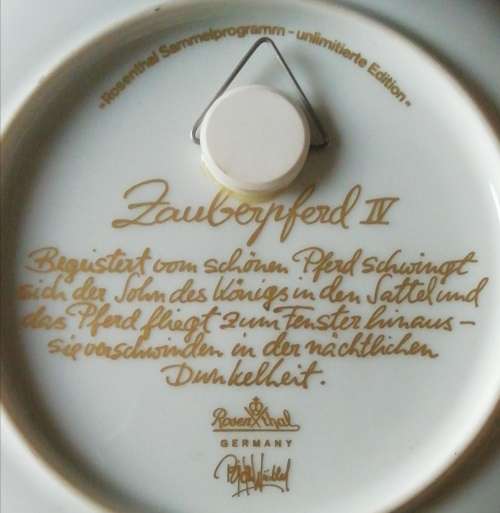 -Rosenthal Sammelprogramm - unlimitierte Edition-
Zauberpferd IV
Begeistert vom schönen Pferd schwingt
sich der Sohn des Königs in den Sattel und
das Pferd fliegt zum Fenster hinaus –
sie verschwinden in der nächtlichen
Dunkelheit.
Rosenthal
GERMANY